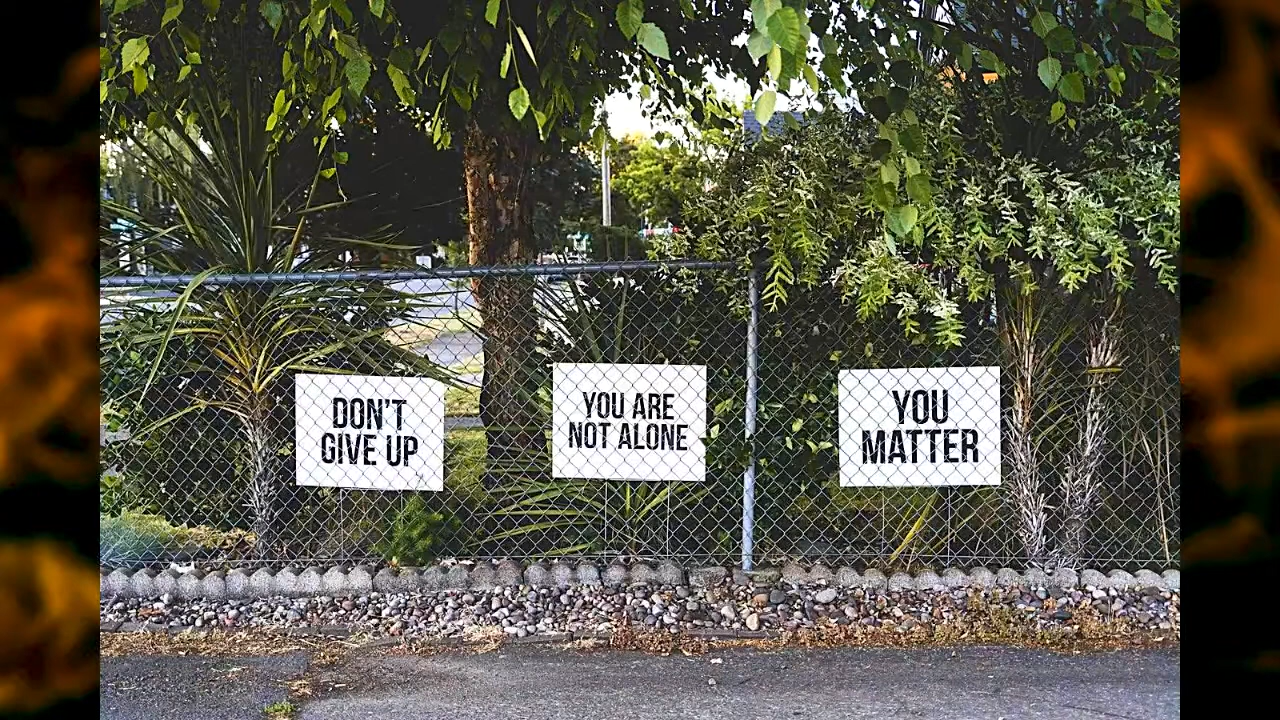 DON'T
GIVE UP
YOU ARE
NOT ALONE
YOU
MATTER